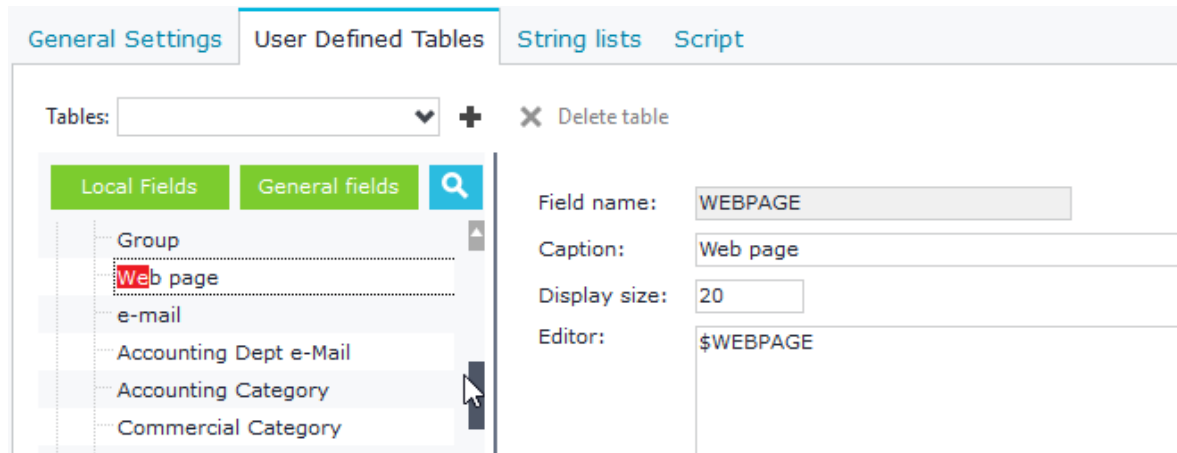 General Settings User Defined Tables String lists Script
Tables: Delete table
Local Fields General fields
Group
Web page
e-mail
Accounting Dept e-Mail
Accounting Category
Commercial Category
Field name: WEBPAGE
Caption: Web page
Display size: 20
Editor: $WEBPAGE